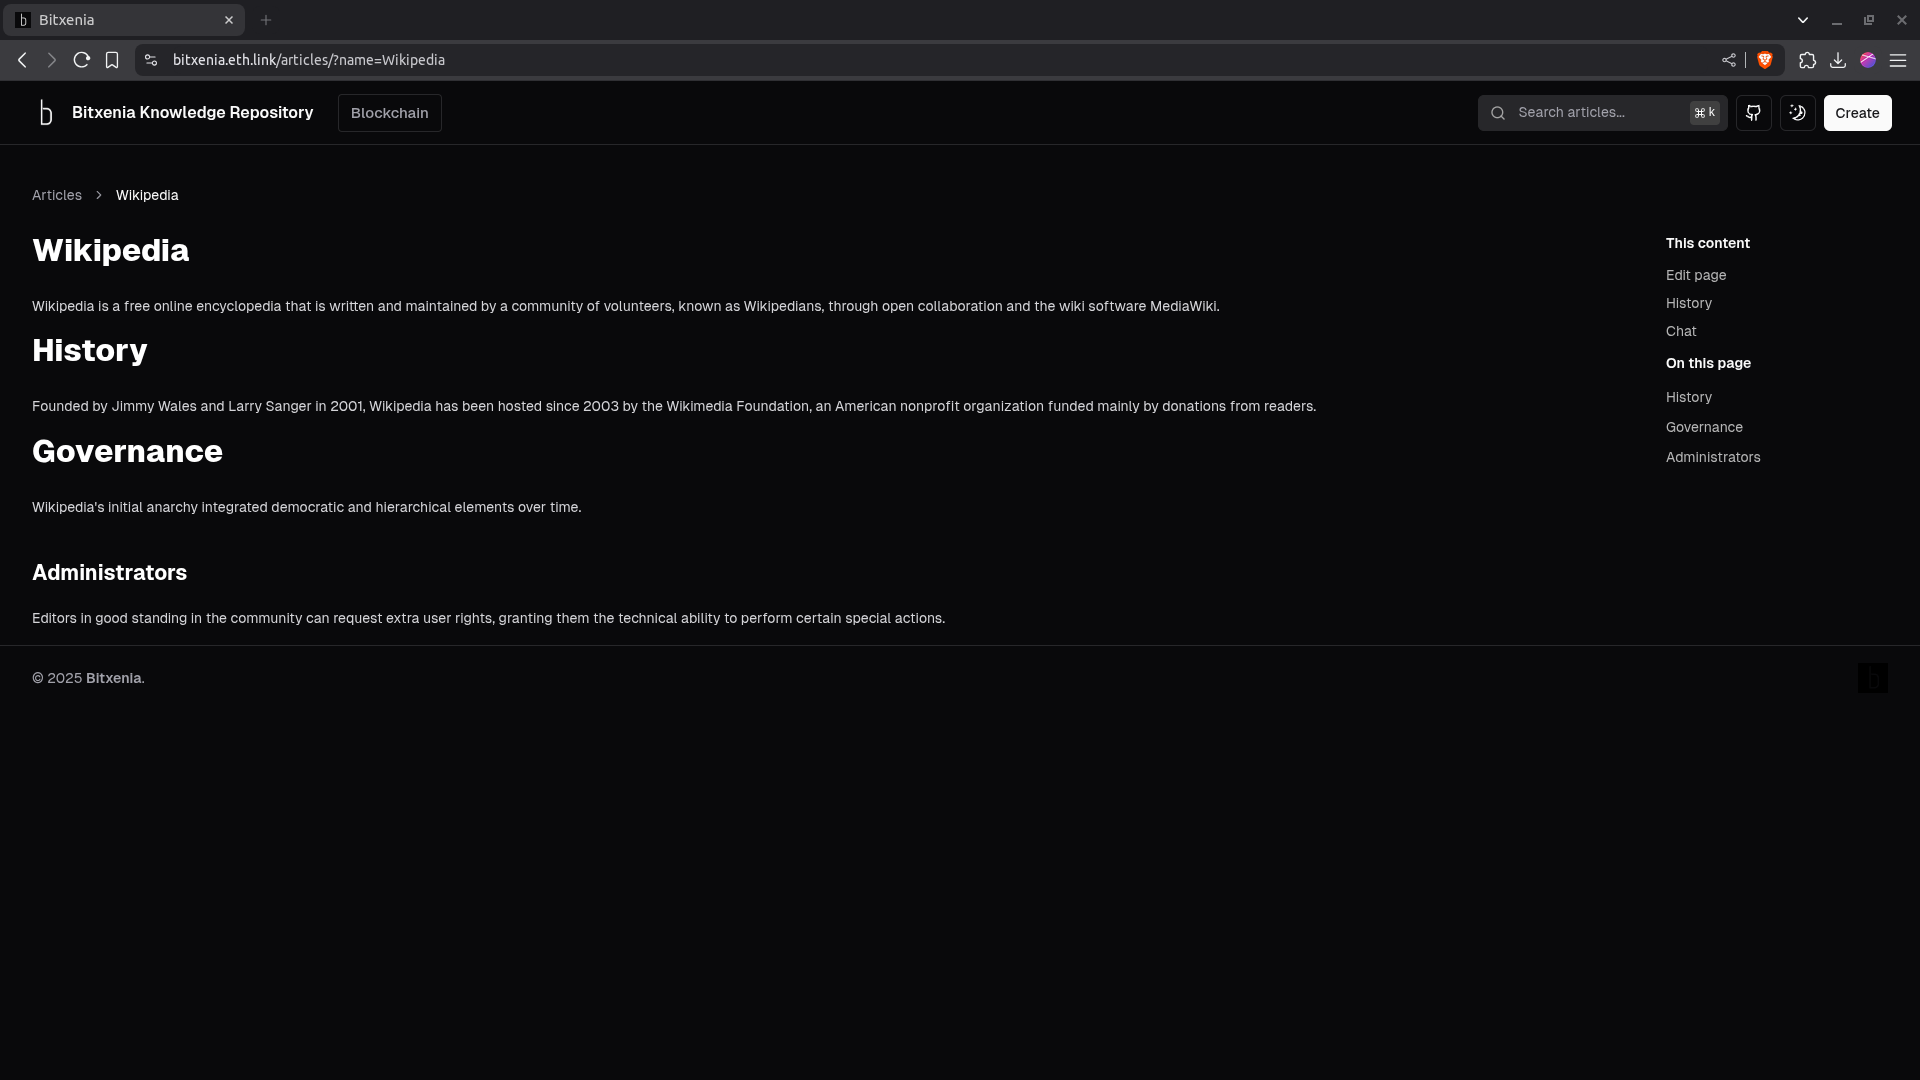 Bitxenia
bitxenia.eth.link/articles/?name=Wikipedia
Bitxenia Knowledge Repository
Blockchain
Search articles...
⌘ k
Create
Articles > Wikipedia
Wikipedia
Wikipedia is a free online encyclopedia that is written and maintained by a community of volunteers, known as Wikipedians, through open collaboration and the wiki software MediaWiki.
History
Founded by Jimmy Wales and Larry Sanger in 2001, Wikipedia has been hosted since 2003 by the Wikimedia Foundation, an American nonprofit organization funded mainly by donations from readers.
Governance
Wikipedia's initial anarchy integrated democratic and hierarchical elements over time.
Administrators
Editors in good standing in the community can request extra user rights, granting them the technical ability to perform certain special actions.
This content
Edit page
History
Chat
On this page
History
Governance
Administrators
© 2025 Bitxenia.